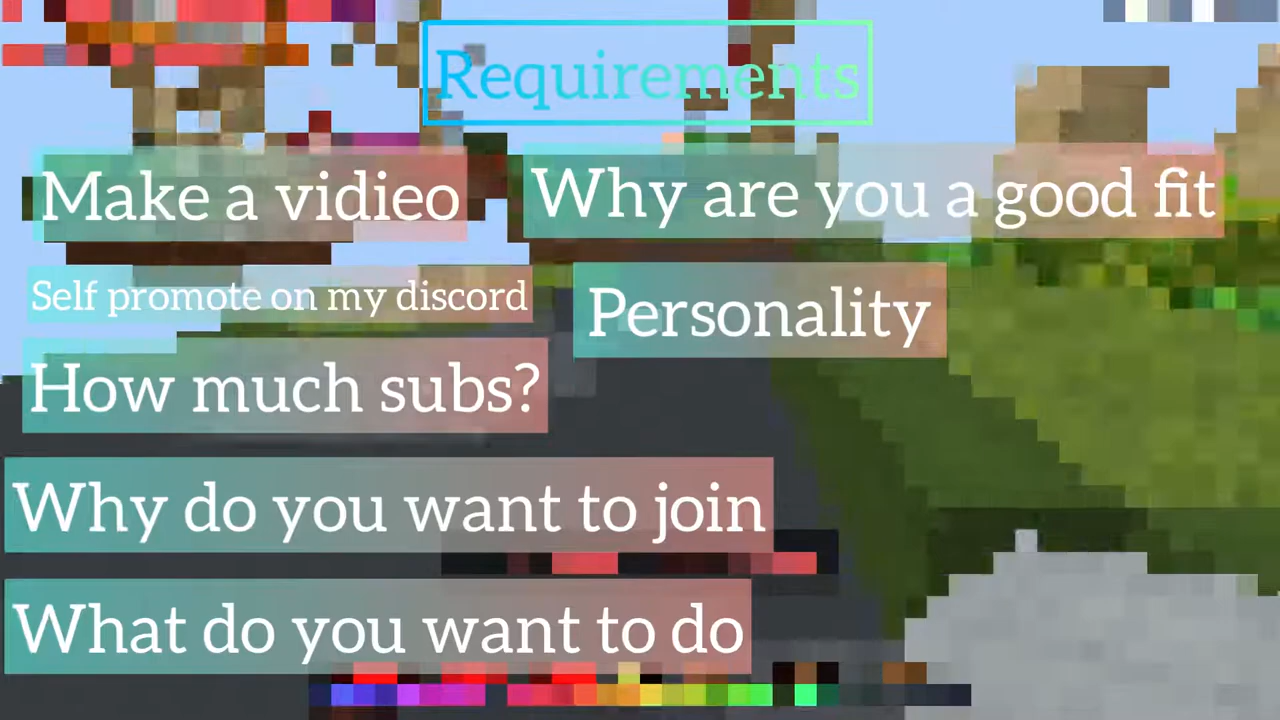 Requirements
Make a vidieo
Why are you a good fit
Self promote on my discord
Personality
How much subs?
Why do you want to join
What do you want to do